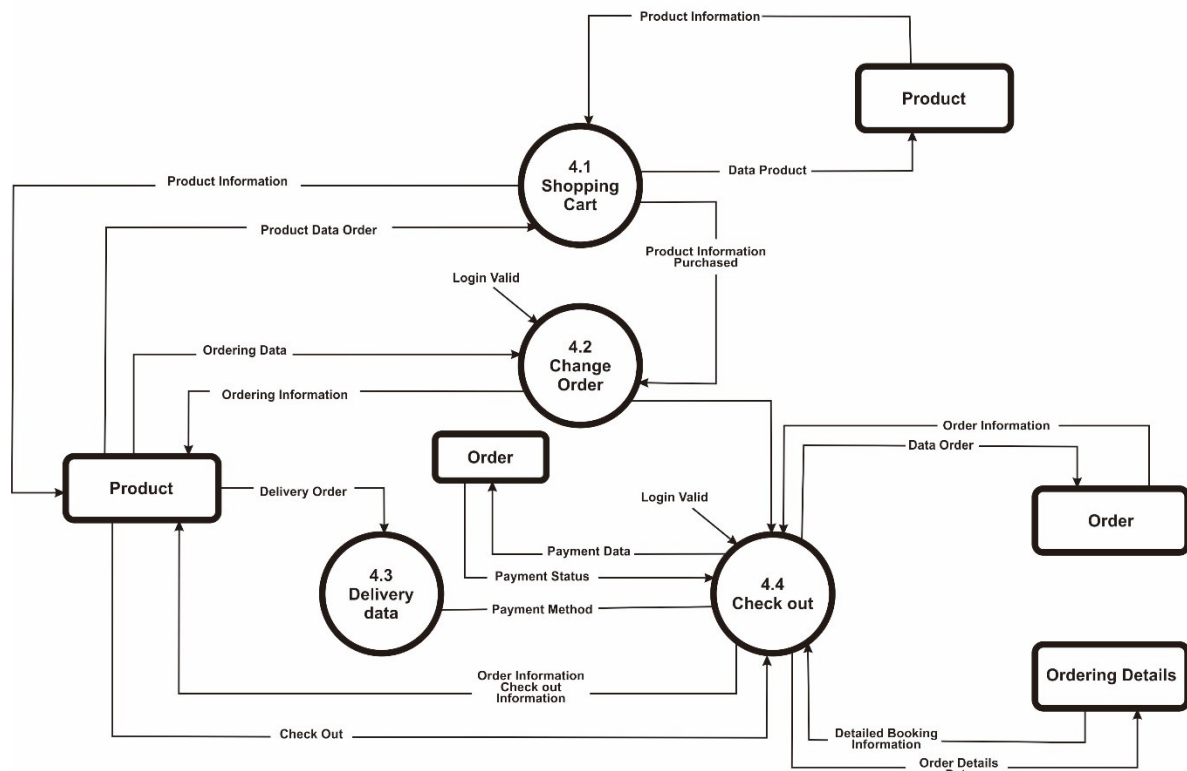 Product Information
Product
4.1
Shopping
Cart
Data Product
Product Information
Product Data Order
Product Information
Purchased
Login Valid
4.2
Change
Order
Ordering Data
Ordering Information
Order Information
Data Order
Order
Product
Delivery Order
Login Valid
Order
Payment Data
4.3
Delivery
data
Payment Status
4.4
Check out
Payment Method
Order Information
Check out
Information
Ordering Details
Check Out
Detailed Booking
Information
Order Details